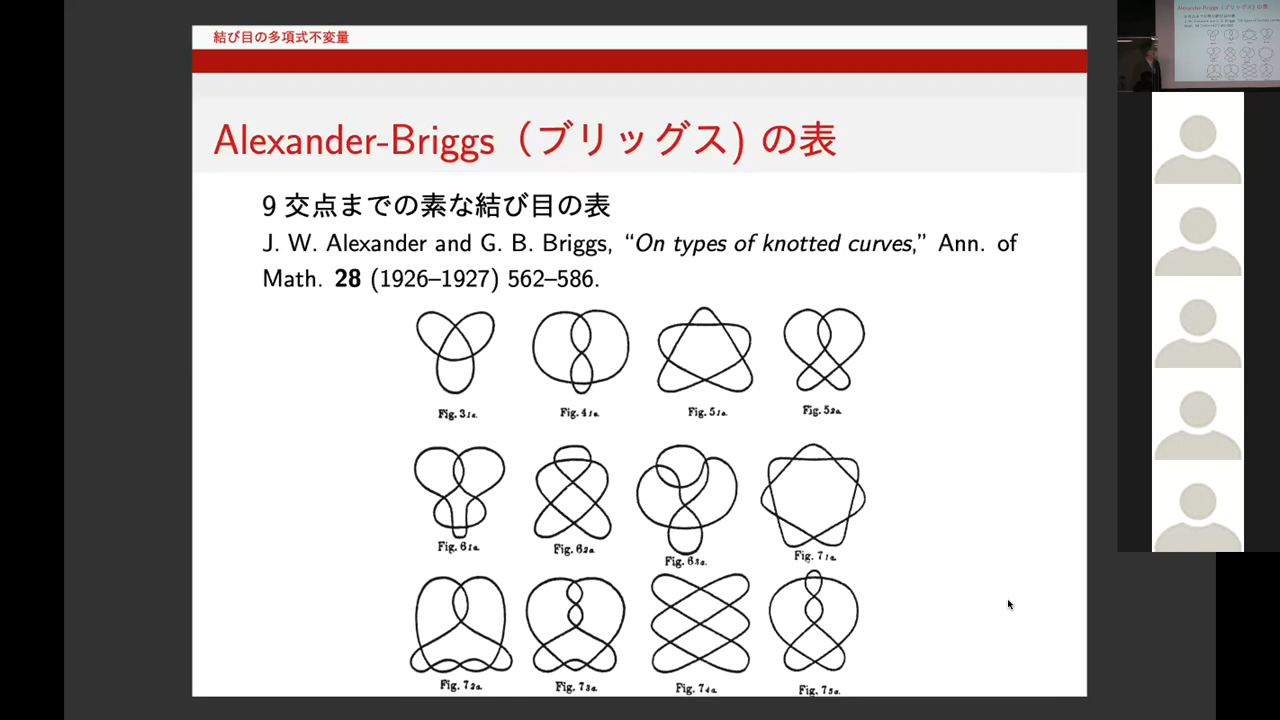 結び目の多項式不変量
Alexander-Briggs（ブリッグス) の表
9 交点までの素な結び目の表
J. W. Alexander and G. B. Briggs, “On types of knotted curves,” Ann. of
Math. 28 (1926–1927) 562–586.
Fig. 3₁a.
Fig. 4₁a.
Fig. 5₁a.
Fig. 5₂a.
Fig. 6₁a.
Fig. 6₂a.
Fig. 6₃a.
Fig. 7₁a.
Fig. 7₂a.
Fig. 7₃a.
Fig. 7₄a.
Fig. 7₅a.